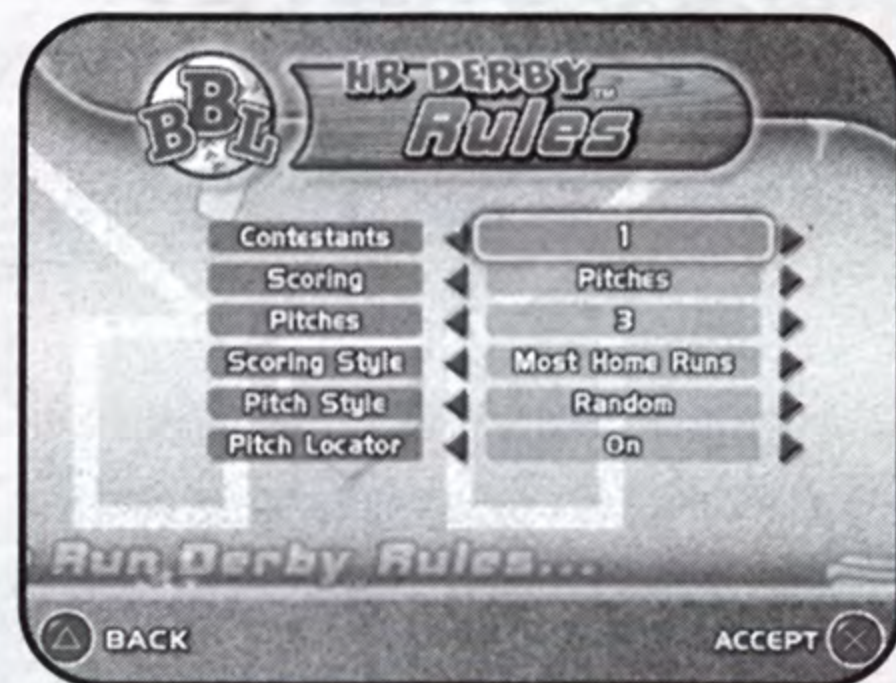 BBL
HR DERBY™
Rules
Contestants 1
Scoring Pitches
Pitches 3
Scoring Style Most Home Runs
Pitch Style Random
Pitch Locator On
Run Derby Rules...
BACK ACCEPT